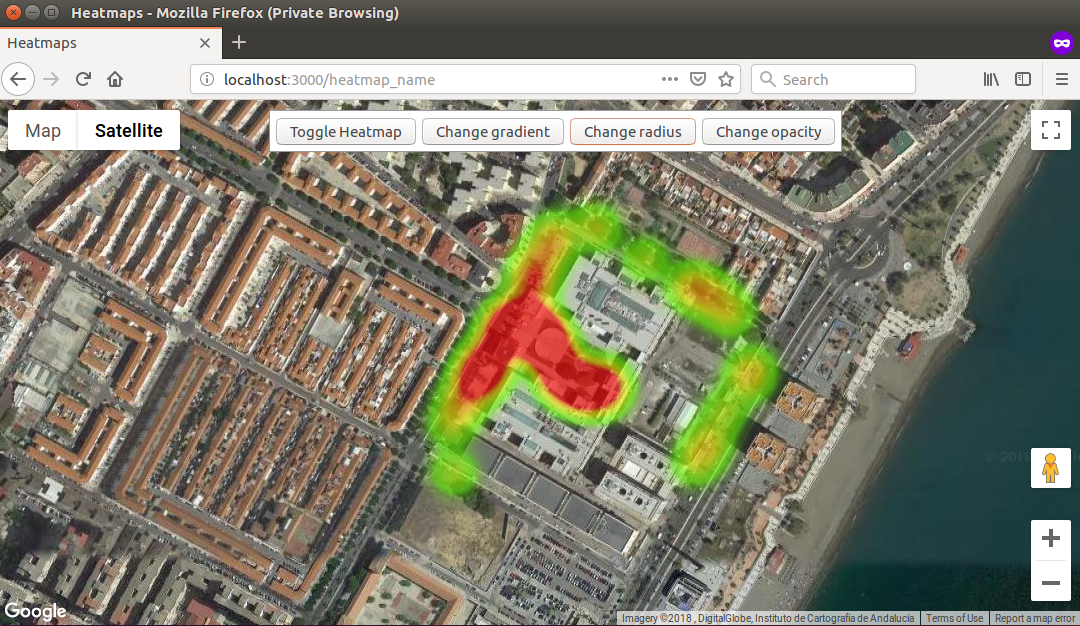 Heatmaps - Mozilla Firefox (Private Browsing)
Heatmaps
localhost:3000/heatmap_name
Search
Map Satellite
Toggle Heatmap Change gradient Change radius Change opacity
Google
Imagery ©2018 , DigitalGlobe, Instituto de Cartografía de Andalucía Terms of Use Report a map error